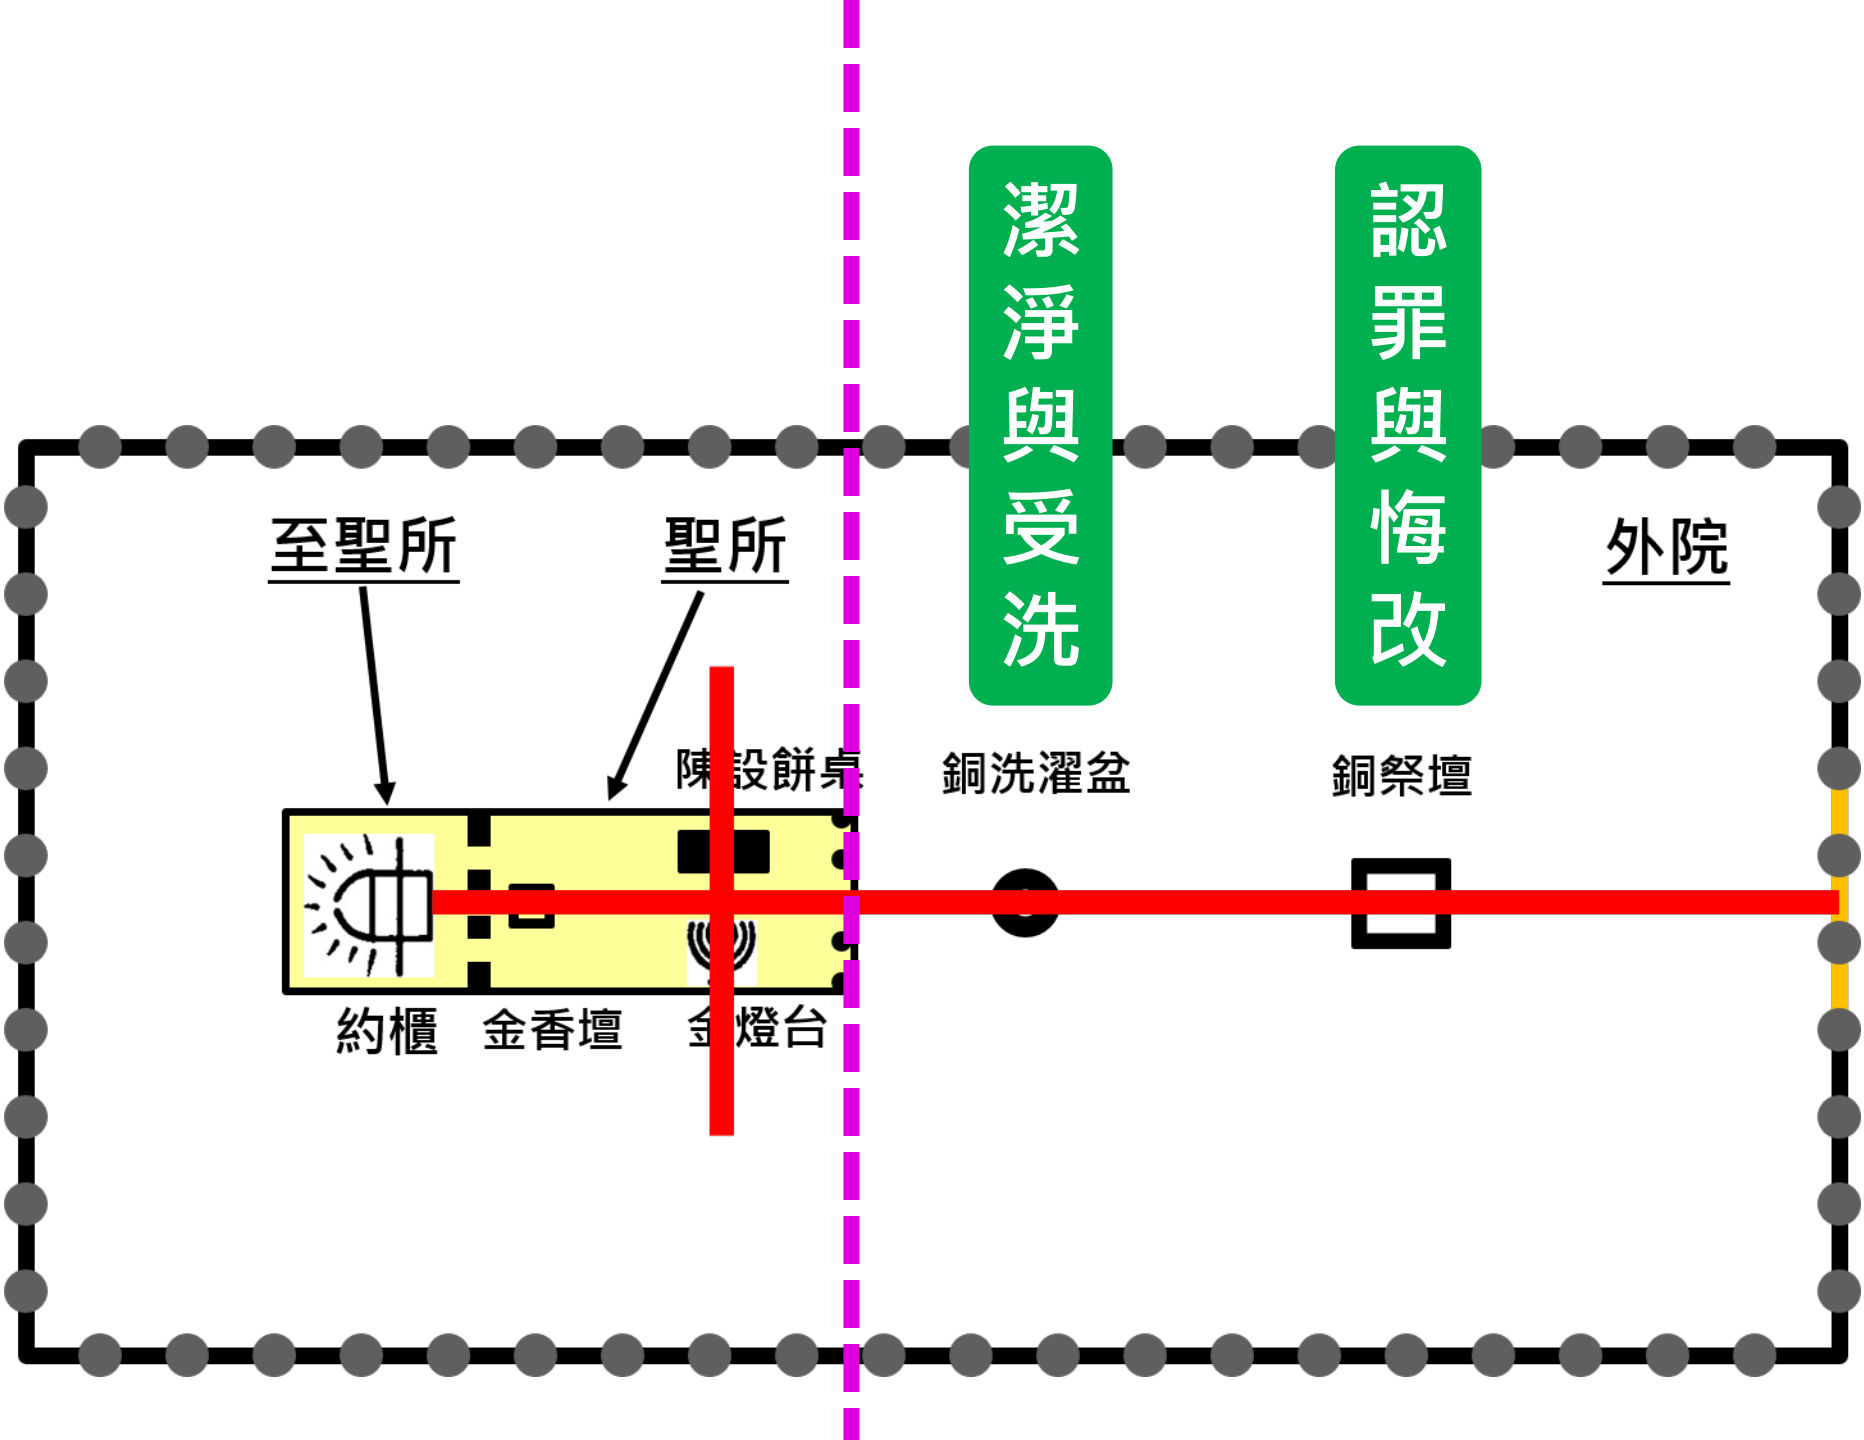 潔淨與受洗
認罪與悔改
至聖所
聖所
外院
陳設餅桌
銅洗濯盆
銅祭壇
約櫃
金香壇
金燈台